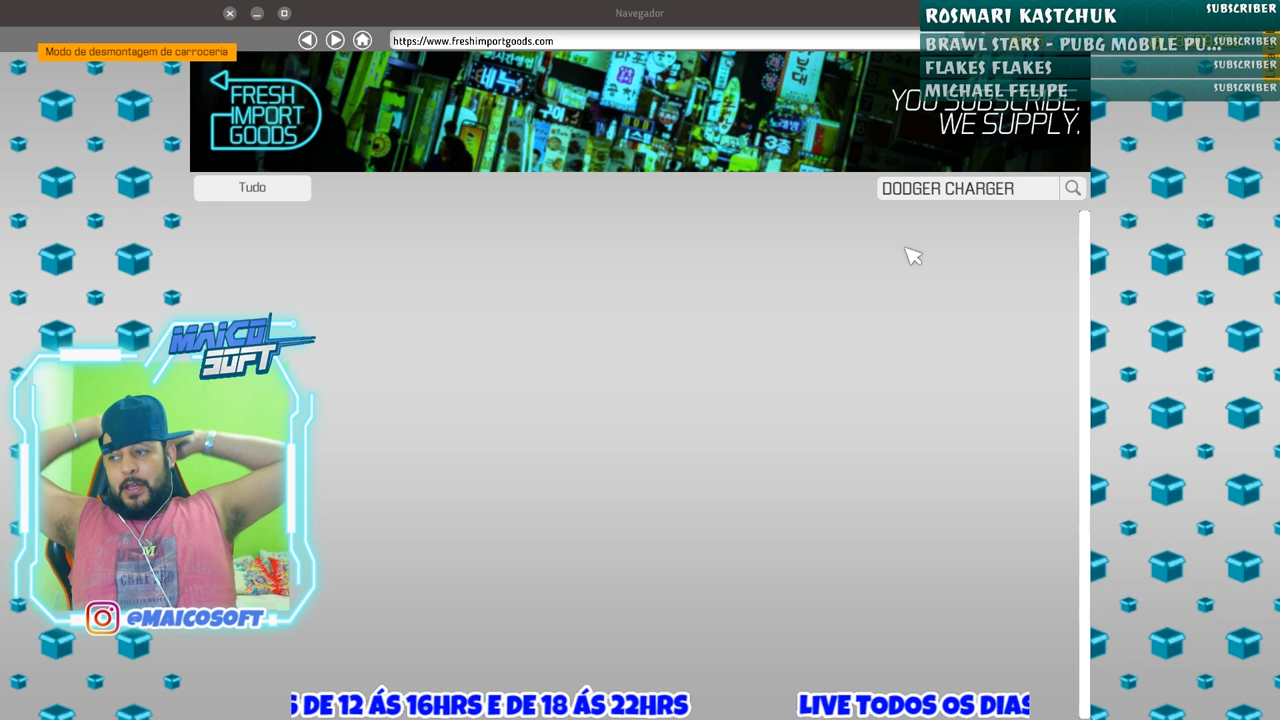 Navegador
https://www.freshimportgoods.com
Modo de desmontagem de carroceria
ROSMARI KASTCHUK SUBSCRIBER
BRAWL STARS - PUBG MOBILE PU... SUBSCRIBER
FLAKES FLAKES SUBSCRIBER
MICHAEL FELIPE SUBSCRIBER
FRESH
IMPORT
GOODS
YOU SUBSCRIBE.
WE SUPPLY.
Tudo
DODGER CHARGER
MAICO
SOFT
@MAICOSOFT
S DE 12 ÁS 16HRS E DE 18 ÁS 22HRS LIVE TODOS OS DIAS